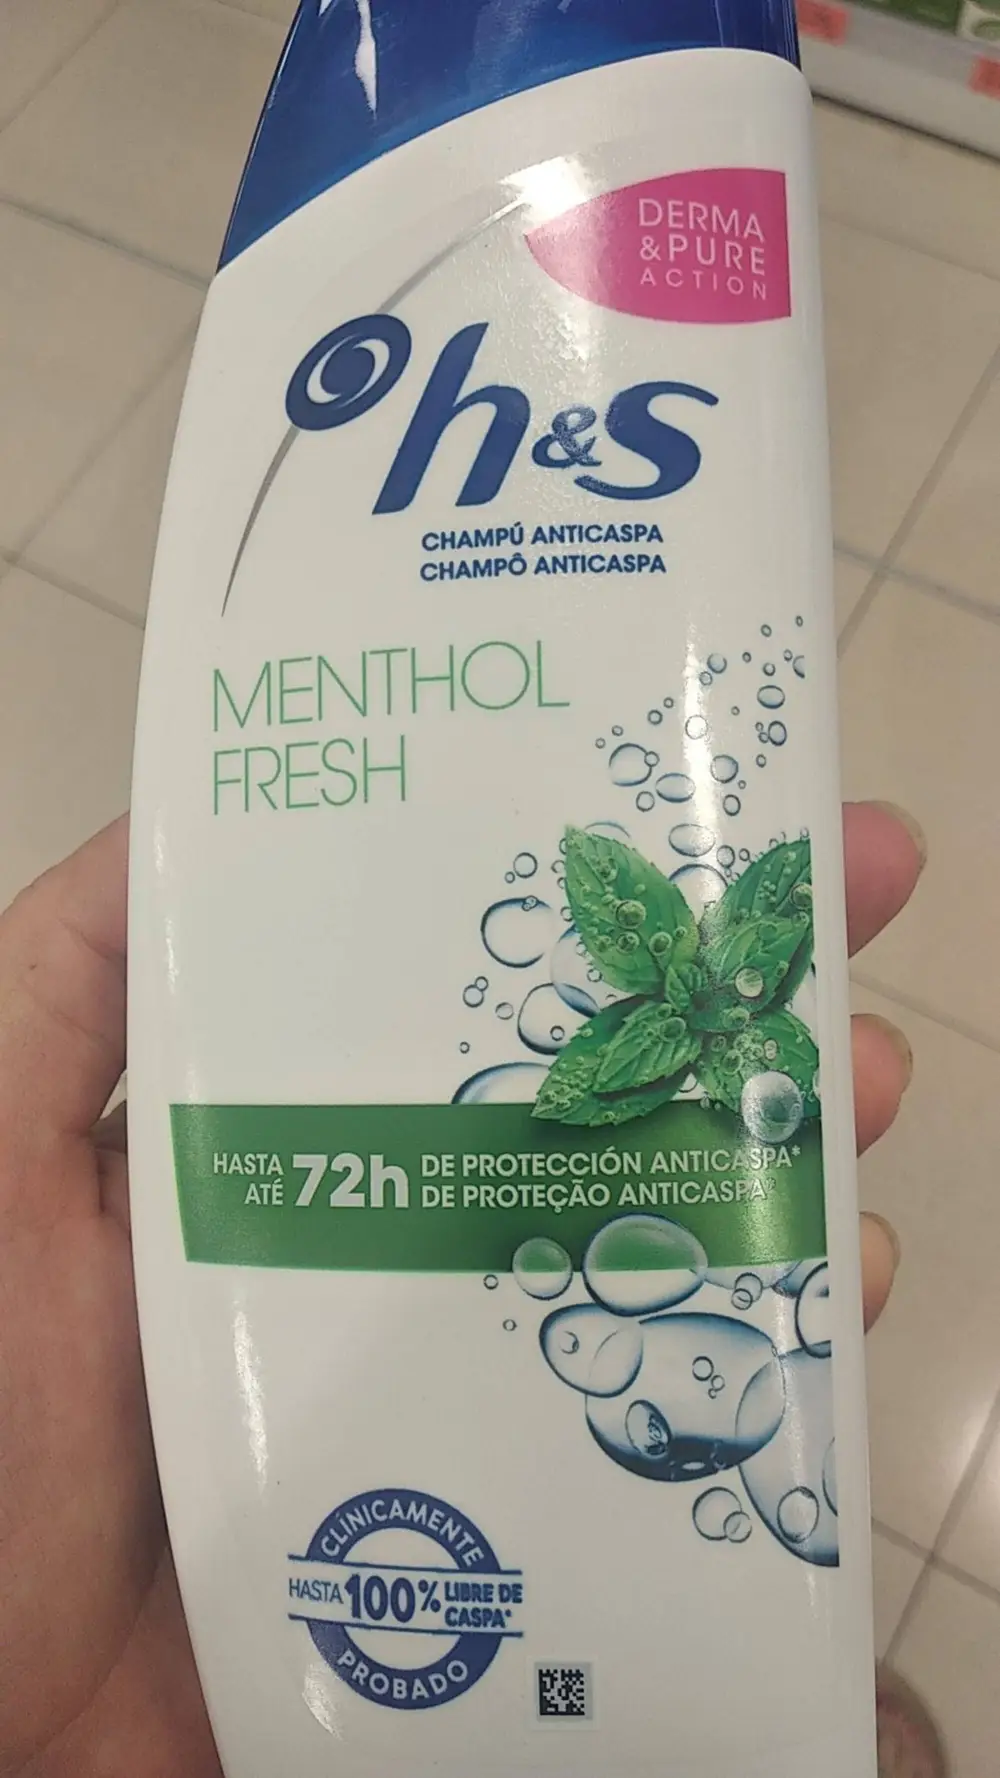 DERMA
&PURE
ACTION
h&s
CHAMPÚ ANTICASPA
CHAMPÔ ANTICASPA
MENTHOL
FRESH
HASTA 72h DE PROTECCIÓN ANTICASPA*
ATÉ DE PROTEÇÃO ANTICASPA*
CLÍNICAMENTE
HASTA 100% LIBRE DE
CASPA*
PROBADO